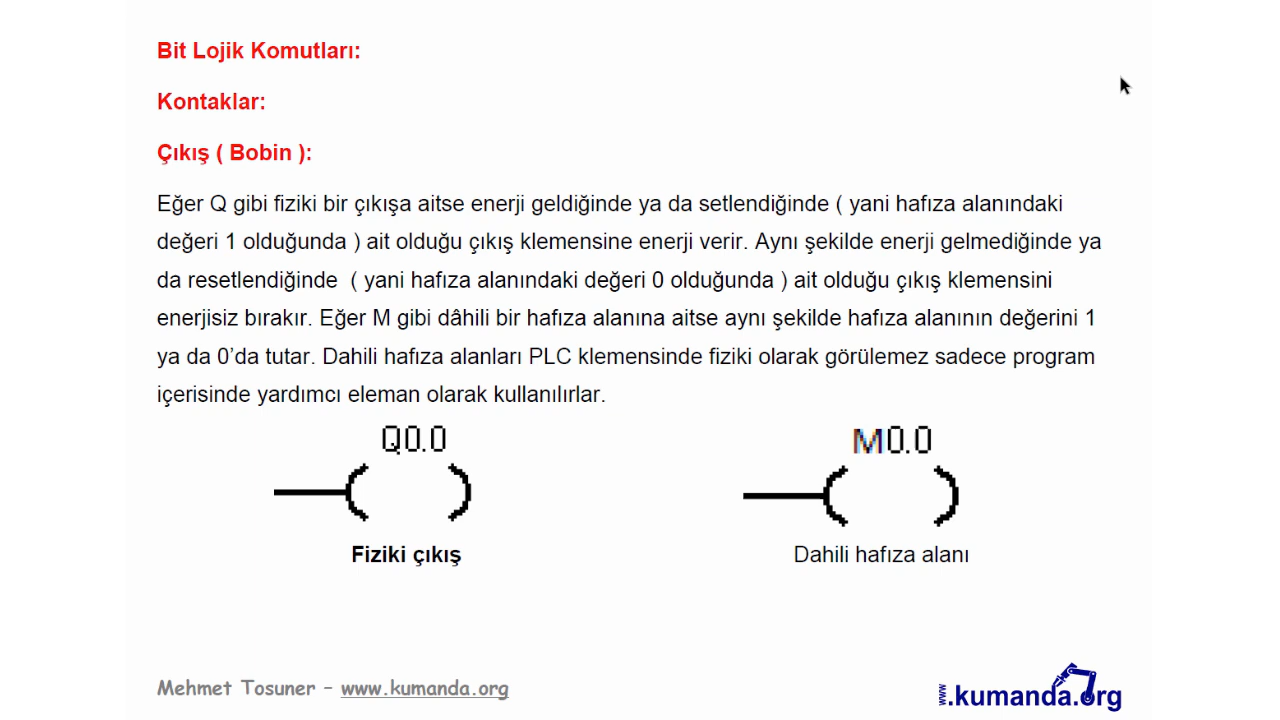 Bit Lojik Komutları:
Kontaklar:
Çıkış ( Bobin ):
Eğer Q gibi fiziki bir çıkışa aitse enerji geldiğinde ya da setlendiğinde ( yani hafıza alanındaki
değeri 1 olduğunda ) ait olduğu çıkış klemensine enerji verir. Aynı şekilde enerji gelmediğinde ya
da resetlendiğinde  ( yani hafıza alanındaki değeri 0 olduğunda ) ait olduğu çıkış klemensini
enerjisiz bırakır. Eğer M gibi dâhili bir hafıza alanına aitse aynı şekilde hafıza alanının değerini 1
ya da 0’da tutar. Dahili hafıza alanları PLC klemensinde fiziki olarak görülemez sadece program
içerisinde yardımcı eleman olarak kullanılırlar.
Q0.0
M0.0
Fiziki çıkış
Dahili hafıza alanı
Mehmet Tosuner – www.kumanda.org
www.kumanda.org